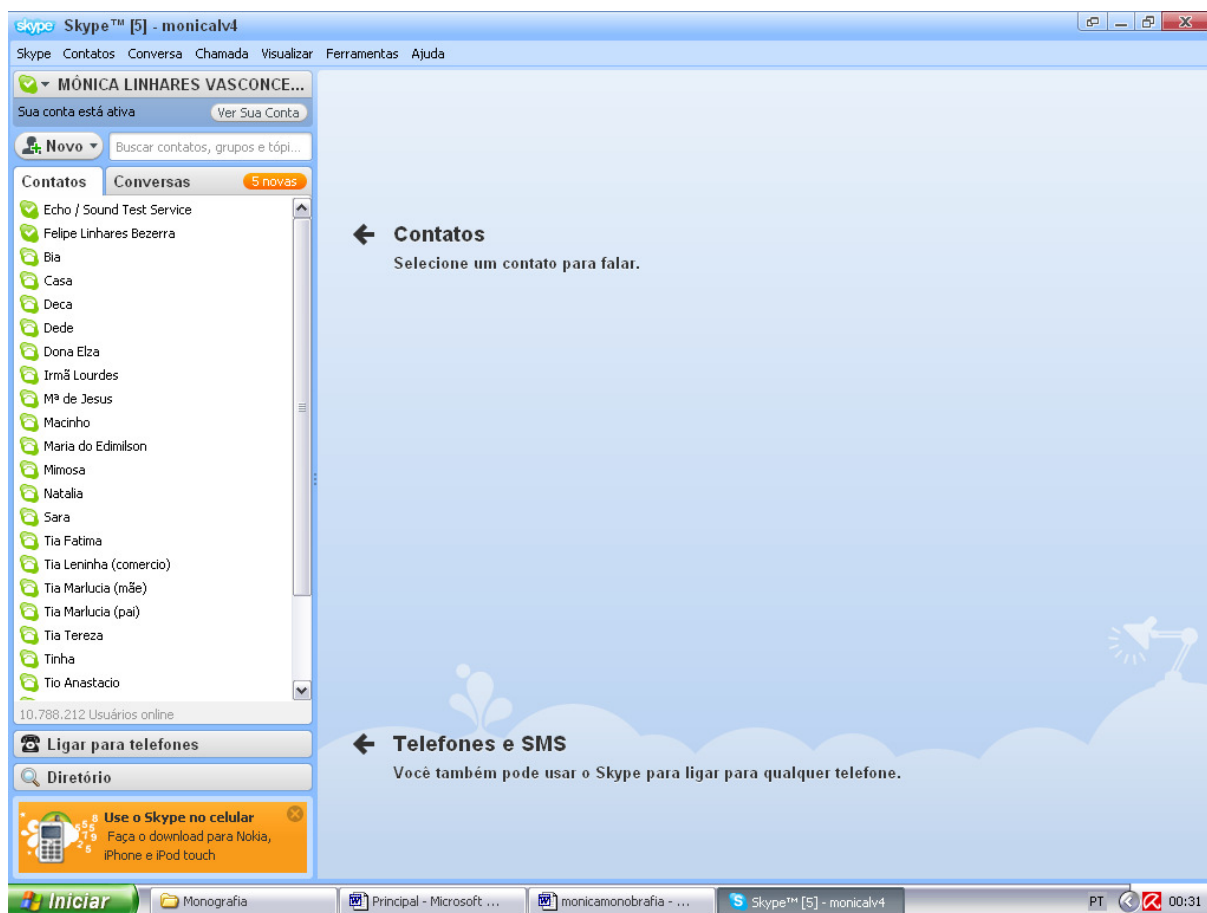 skype Skype™ [5] - monicalv4
Skype Contatos Conversa Chamada Visualizar Ferramentas Ajuda
MÔNICA LINHARES VASCONCE...
Sua conta está ativa Ver Sua Conta
Novo Buscar contatos, grupos e tópi...
Contatos Conversas 5 novas
Echo / Sound Test Service
Felipe Linhares Bezerra
Bia
Casa
Deca
Dede
Dona Elza
Irmã Lourdes
Mª de Jesus
Macinho
Maria do Edimilson
Mimosa
Natalia
Sara
Tia Fatima
Tia Leninha (comercio)
Tia Marlucia (mãe)
Tia Marlucia (pai)
Tia Tereza
Tinha
Tio Anastacio
10.788.212 Usuários online
Ligar para telefones
Diretório
Use o Skype no celular
Faça o download para Nokia,
iPhone e iPod touch
Contatos
Selecione um contato para falar.
Telefones e SMS
Você também pode usar o Skype para ligar para qualquer telefone.
Iniciar Monografia Principal - Microsoft ... monicamonobrafia - ... Skype™ [5] - monicalv4 PT 00:31